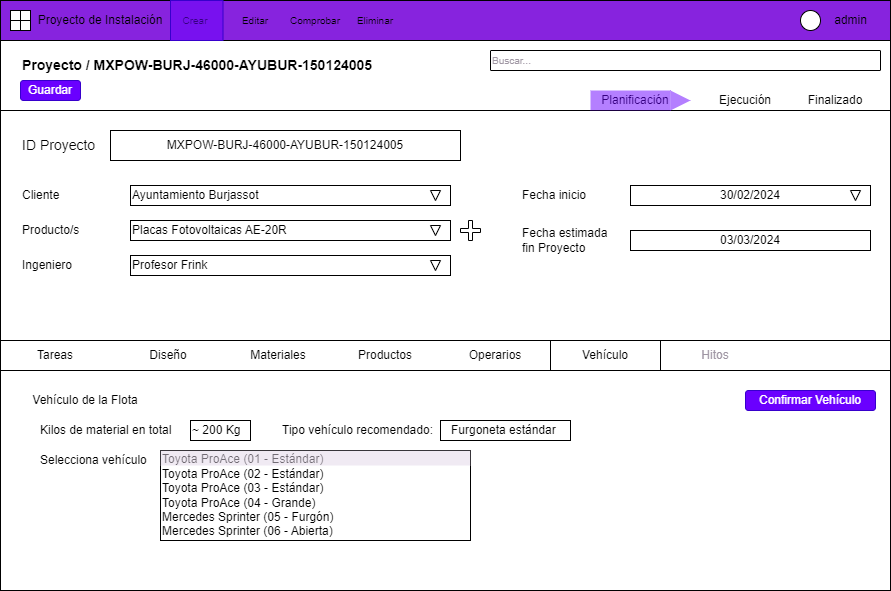 Proyecto de Instalación Crear Editar Comprobar Eliminar admin
Proyecto / MXPOW-BURJ-46000-AYUBUR-150124005
Buscar...
Guardar
Planificación Ejecución Finalizado
ID Proyecto MXPOW-BURJ-46000-AYUBUR-150124005
Cliente Ayuntamiento Burjassot
Fecha inicio 30/02/2024
Producto/s Placas Fotovoltaicas AE-20R
Fecha estimada
fin Proyecto 03/03/2024
Ingeniero Profesor Frink
Tareas Diseño Materiales Productos Operarios Vehículo Hitos
Vehículo de la Flota
Confirmar Vehículo
Kilos de material en total ~ 200 Kg Tipo vehículo recomendado: Furgoneta estándar
Selecciona vehículo
Toyota ProAce (01 - Estándar)
Toyota ProAce (02 - Estándar)
Toyota ProAce (03 - Estándar)
Toyota ProAce (04 - Grande)
Mercedes Sprinter (05 - Furgón)
Mercedes Sprinter (06 - Abierta)